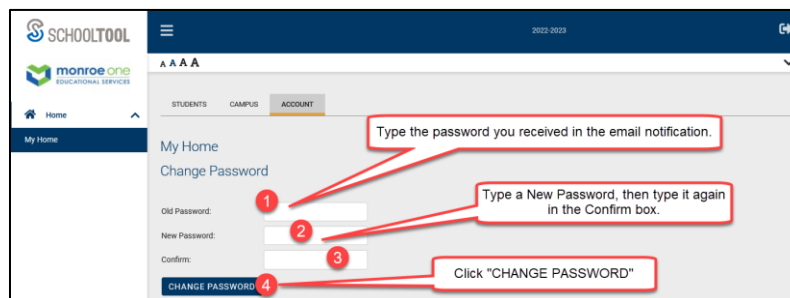 SCHOOLTOOL
2022-2023
monroe one
EDUCATIONAL SERVICES
A A A A
Home
My Home
STUDENTS CAMPUS ACCOUNT
Type the password you received in the email notification.
My Home
Change Password
Type a New Password, then type it again
in the Confirm box.
Old Password: 1
New Password: 2
Confirm: 3
CHANGE PASSWORD 4
Click "CHANGE PASSWORD"